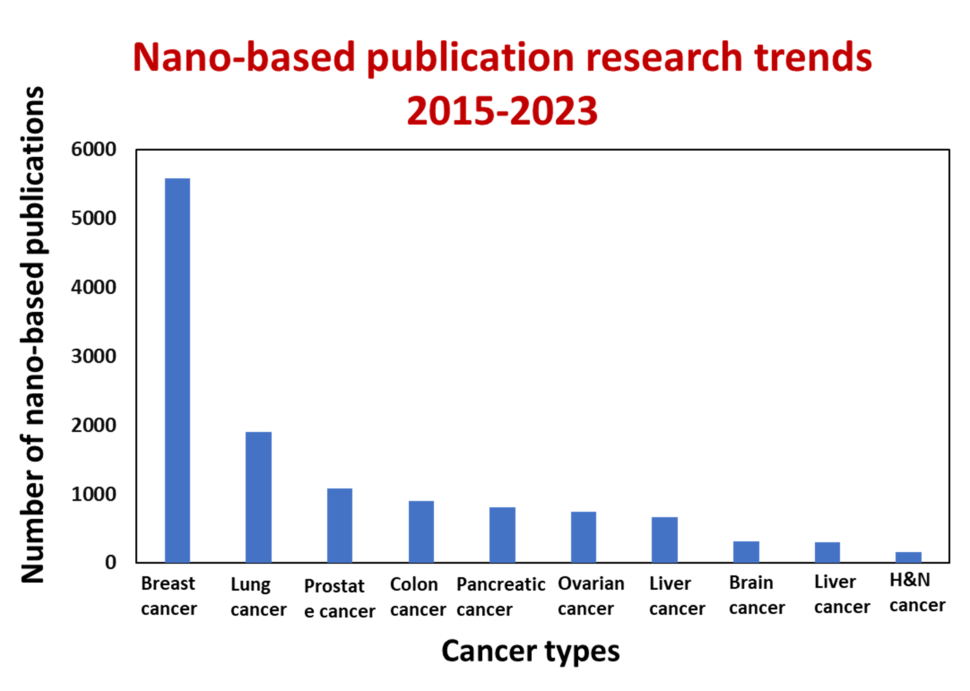 Nano-based publication research trends
2015-2023
Number of nano-based publications
6000
5000
4000
3000
2000
1000
0
Breast
cancer
Lung
cancer
Prostat
e cancer
Colon
cancer
Pancreatic
cancer
Ovarian
cancer
Liver
cancer
Brain
cancer
Liver
cancer
H&N
cancer
Cancer types